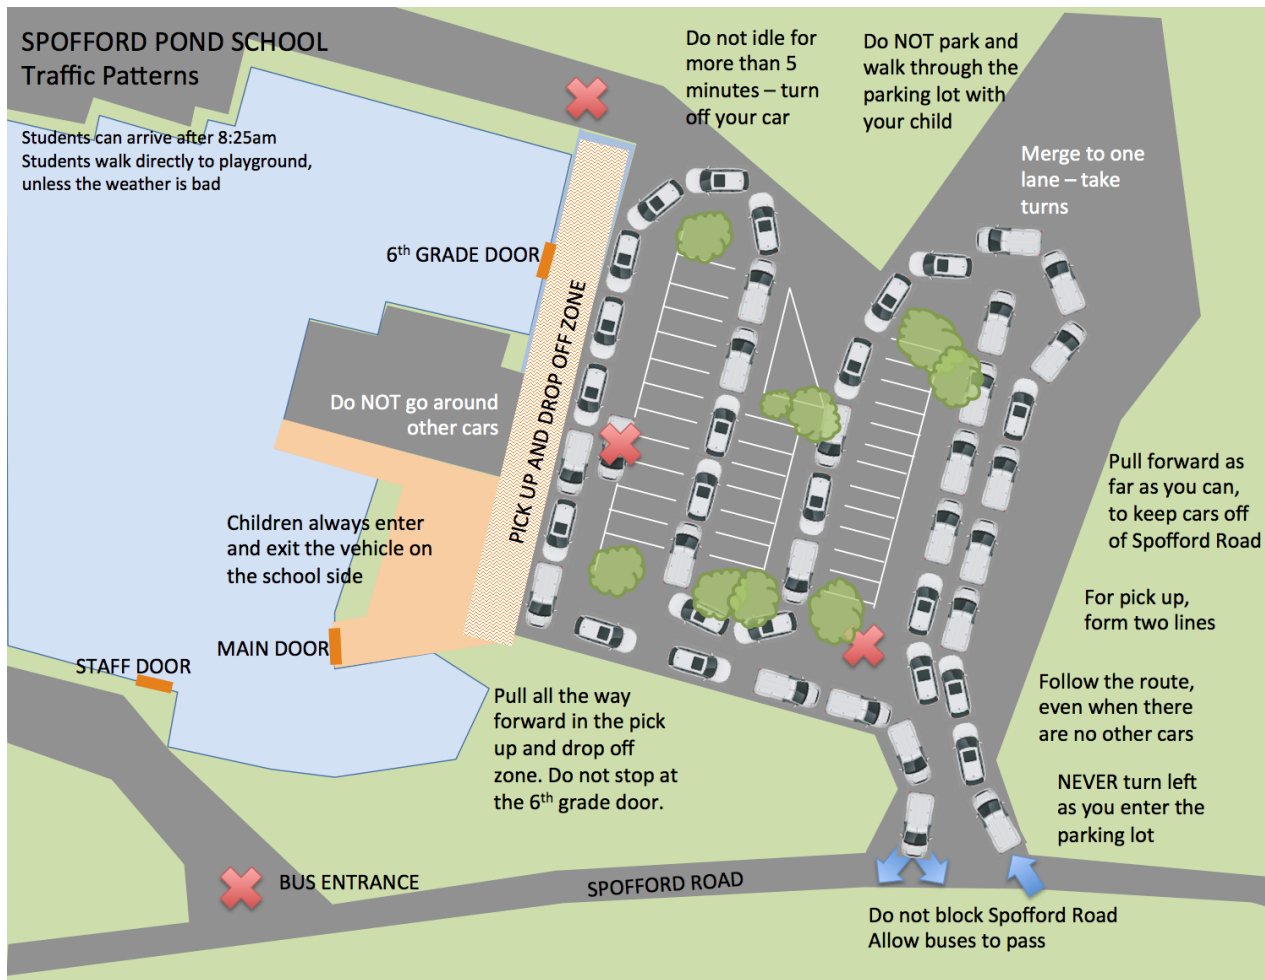 SPOFFORD POND SCHOOL
Traffic Patterns
Students can arrive after 8:25am
Students walk directly to playground,
unless the weather is bad
Do not idle for
more than 5
minutes – turn
off your car
Do NOT park and
walk through the
parking lot with
your child
Merge to one
lane – take
turns
6th GRADE DOOR
PICK UP AND DROP OFF ZONE
Do NOT go around
other cars
Children always enter
and exit the vehicle on
the school side
MAIN DOOR
STAFF DOOR
Pull forward as
far as you can,
to keep cars off
of Spofford Road
For pick up,
form two lines
Follow the route,
even when there
are no other cars
NEVER turn left
as you enter the
parking lot
Pull all the way
forward in the pick
up and drop off
zone. Do not stop at
the 6th grade door.
BUS ENTRANCE
SPOFFORD ROAD
Do not block Spofford Road
Allow buses to pass